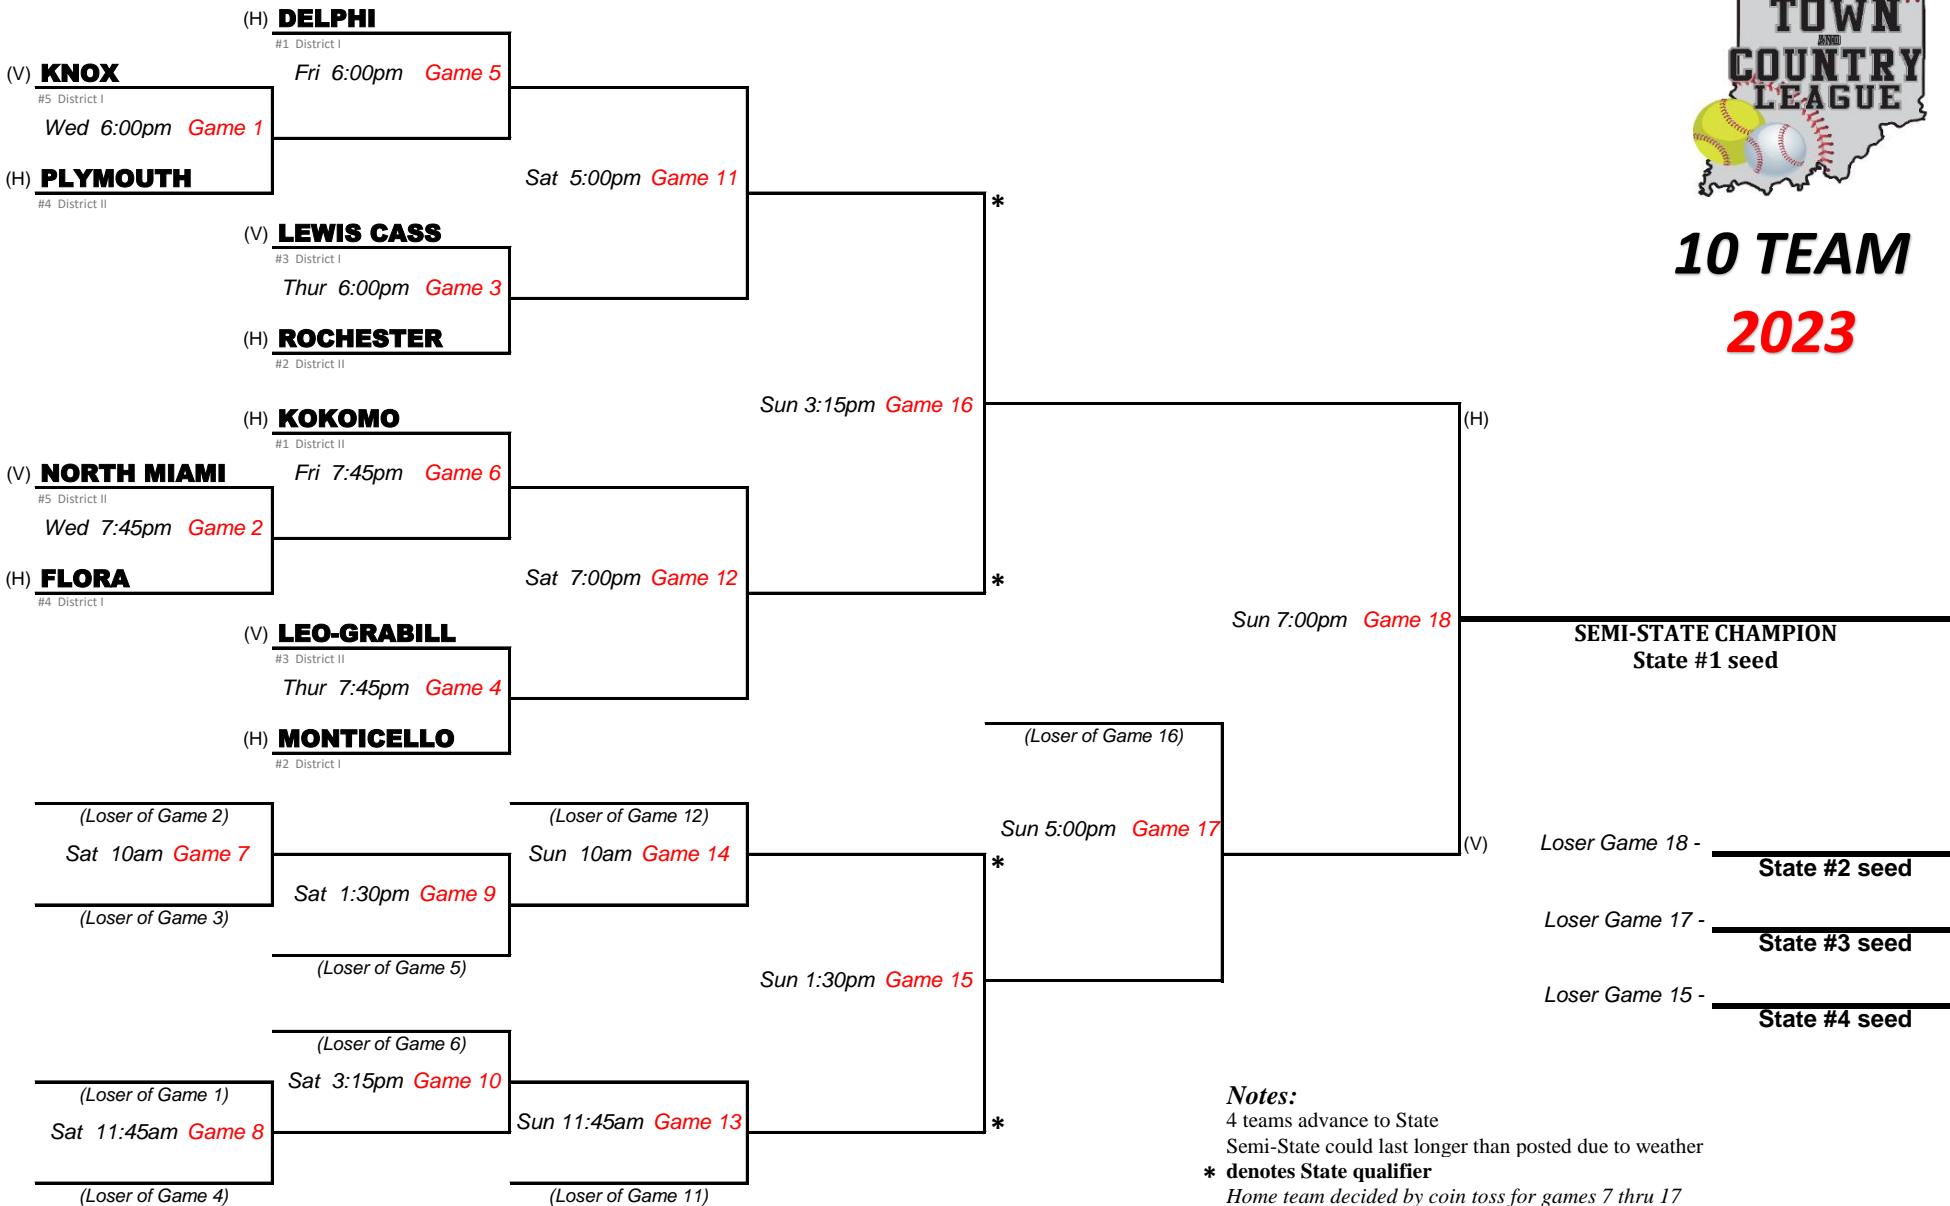 (H) DELPHI
#1 District I
Fri 6:00pm Game 5
(V) KNOX
#5 District I
Wed 6:00pm Game 1
(H) PLYMOUTH
#4 District II
Sat 5:00pm Game 11
*
(V) LEWIS CASS
#3 District I
Thur 6:00pm Game 3
(H) ROCHESTER
#2 District II
Sun 3:15pm Game 16
(H)
(H) KOKOMO
#1 District II
Fri 7:45pm Game 6
(V) NORTH MIAMI
#5 District II
Wed 7:45pm Game 2
(H) FLORA
#4 District I
Sat 7:00pm Game 12
*
(V) LEO-GRABILL
#3 District II
Thur 7:45pm Game 4
(H) MONTICELLO
#2 District I
TOWN
AND
COUNTRY
LEAGUE
10 TEAM
2023
Sun 7:00pm Game 18
SEMI-STATE CHAMPION
State #1 seed
(Loser of Game 16)
Sun 5:00pm Game 17
(V)
(Loser of Game 2)
Sat 10am Game 7
(Loser of Game 3)
Sat 1:30pm Game 9
(Loser of Game 5)
(Loser of Game 12)
Sun 10am Game 14
*
Sun 1:30pm Game 15
(Loser of Game 6)
Sat 3:15pm Game 10
(Loser of Game 1)
Sat 11:45am Game 8
(Loser of Game 4)
Sun 11:45am Game 13
*
(Loser of Game 11)
Loser Game 18 -
State #2 seed
Loser Game 17 -
State #3 seed
Loser Game 15 -
State #4 seed
Notes:
4 teams advance to State
Semi-State could last longer than posted due to weather
* denotes State qualifier
Home team decided by coin toss for games 7 thru 17